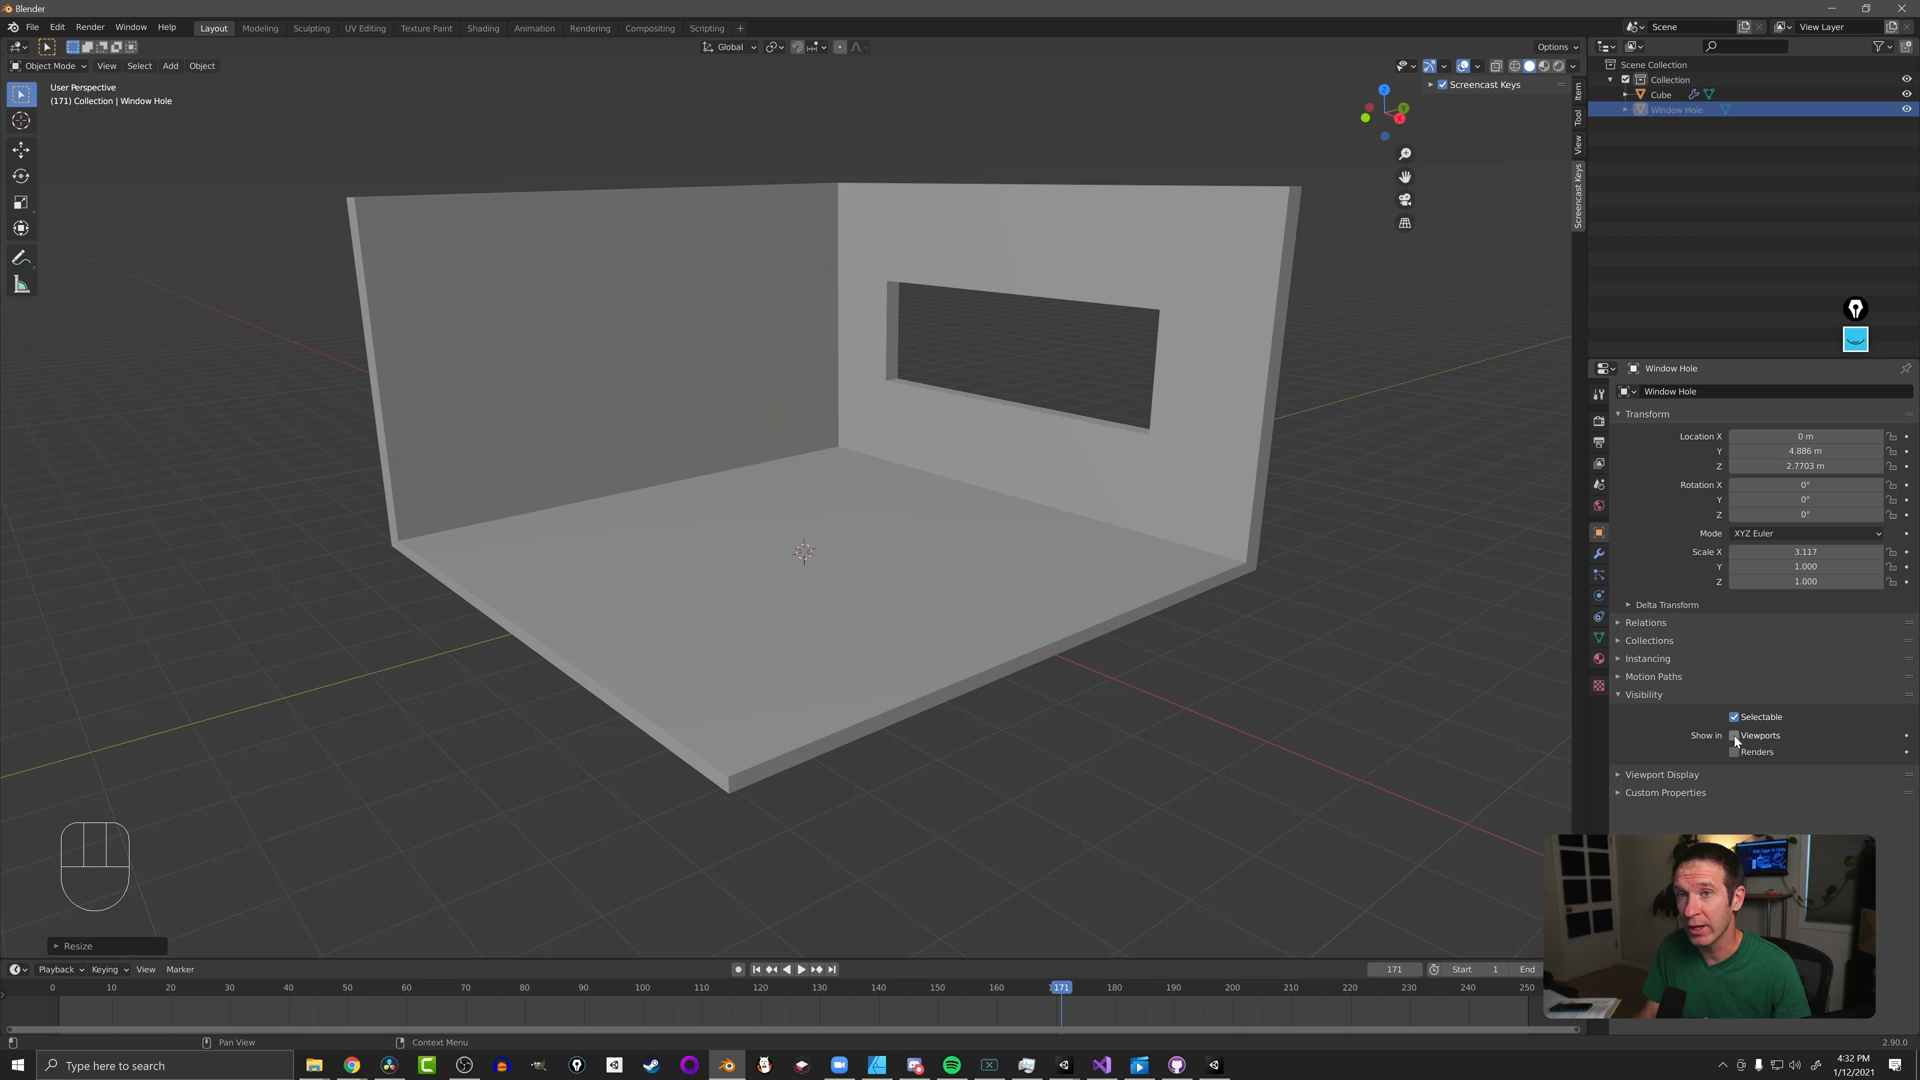 Blender
File Edit Render Window Help
Layout Modeling Sculpting UV Editing Texture Paint Shading Animation Rendering Compositing Scripting +
Scene
View Layer
Global
Options
Object Mode View Select Add Object
User Perspective
(171) Collection | Window Hole
Screencast Keys
Z
Y
X
Item
Tool
View
Screencast Keys
Scene Collection
Collection
Cube
Window Hole
Window Hole
Window Hole
Transform
Location X 0 m
Y 4.886 m
Z 2.7703 m
Rotation X 0°
Y 0°
Z 0°
Mode XYZ Euler
Scale X 3.117
Y 1.000
Z 1.000
Delta Transform
Relations
Collections
Instancing
Motion Paths
Visibility
Selectable
Show in Viewports
Renders
Viewport Display
Custom Properties
Resize
Playback Keying View Marker
171 Start 1 End
0 10 20 30 40 50 60 70 80 90 100 110 120 130 140 150 160 171 180 190 200 210 220 230 240 250
Pan View
Context Menu
2.90.0
Type here to search
4:32 PM
1/12/2021